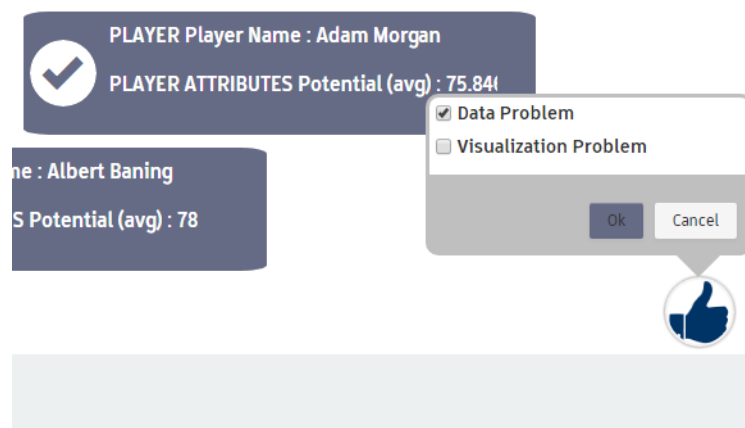 PLAYER Player Name : Adam Morgan
PLAYER ATTRIBUTES Potential (avg) : 75.846
Data Problem
Visualization Problem
Ok
Cancel
ne : Albert Baning
S Potential (avg) : 78